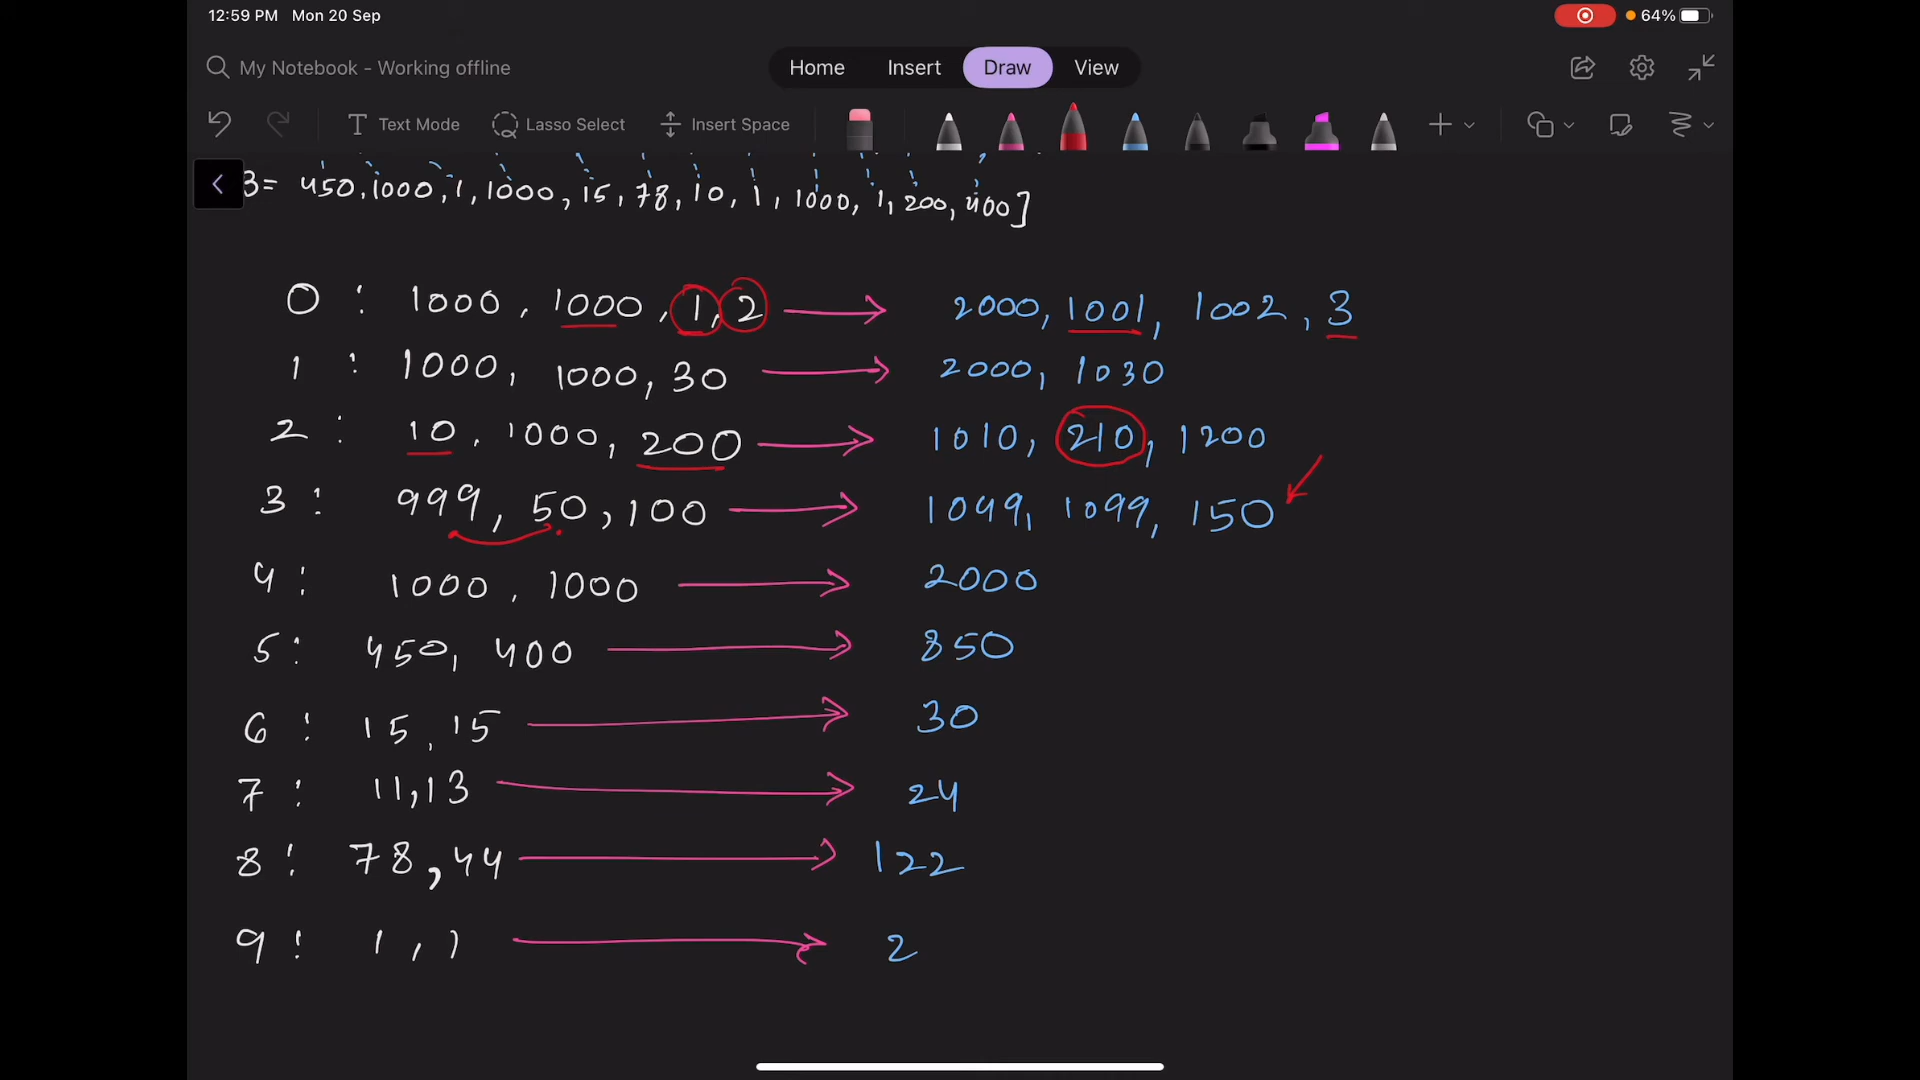 12:59 PM Mon 20 Sep 64%
My Notebook - Working offline Home Insert Draw View
Text Mode Lasso Select Insert Space
3= 450,1000,1,1000,15,78,10,1,1000,1,200,400]
0 : 1000, 1000, 1, 2 → 2000, 1001, 1002, 3
1 : 1000, 1000, 30 → 2000, 1030
2 : 10, 1000, 200 → 1010, 210, 1200
3 : 999, 50, 100 → 1049, 1099, 150
4 : 1000, 1000 → 2000
5 : 450, 400 → 850
6 : 15, 15 → 30
7 : 11,13 → 24
8 : 78,44 → 122
9 : 1, 1 → 2